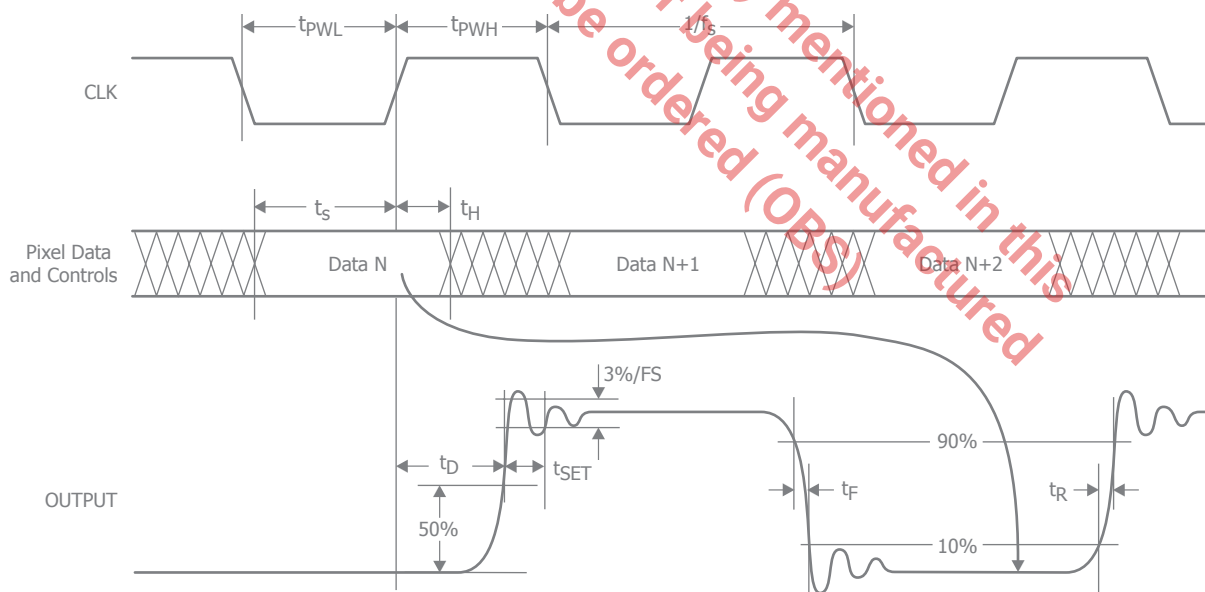 mentioned in this
being manufactured
be ordered (OBS)
tPWL
tPWH
1/fs
CLK
ts
tH
Pixel Data
and Controls
Data N
Data N+1
Data N+2
3%/FS
tD
tSET
90%
OUTPUT
50%
tF
tR
10%